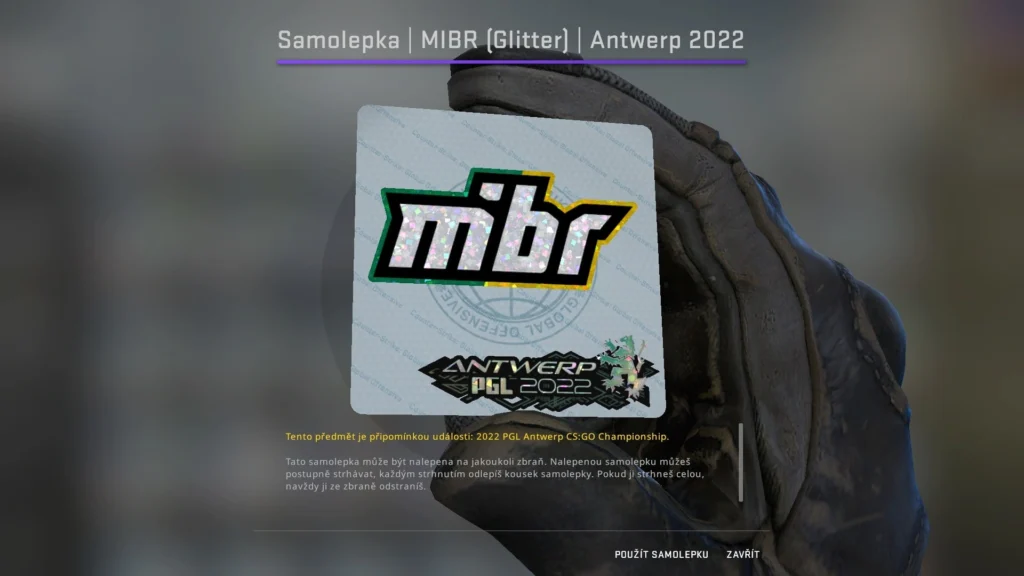 Samolepka | MIBR (Glitter) | Antwerp 2022
mibr
GLOBAL OFFENSIVE
ANTWERP
PGL 2022
Tento předmět je připomínkou události: 2022 PGL Antwerp CS:GO Championship.
Tato samolepka může být nalepena na jakoukoli zbraň. Nalepenou samolepku můžeš
postupně strhávat, každým strhnutím odlepíš kousek samolepky. Pokud ji strhneš celou,
navždy ji ze zbraně odstraníš.
POUŽÍT SAMOLEPKU ZAVŘÍT